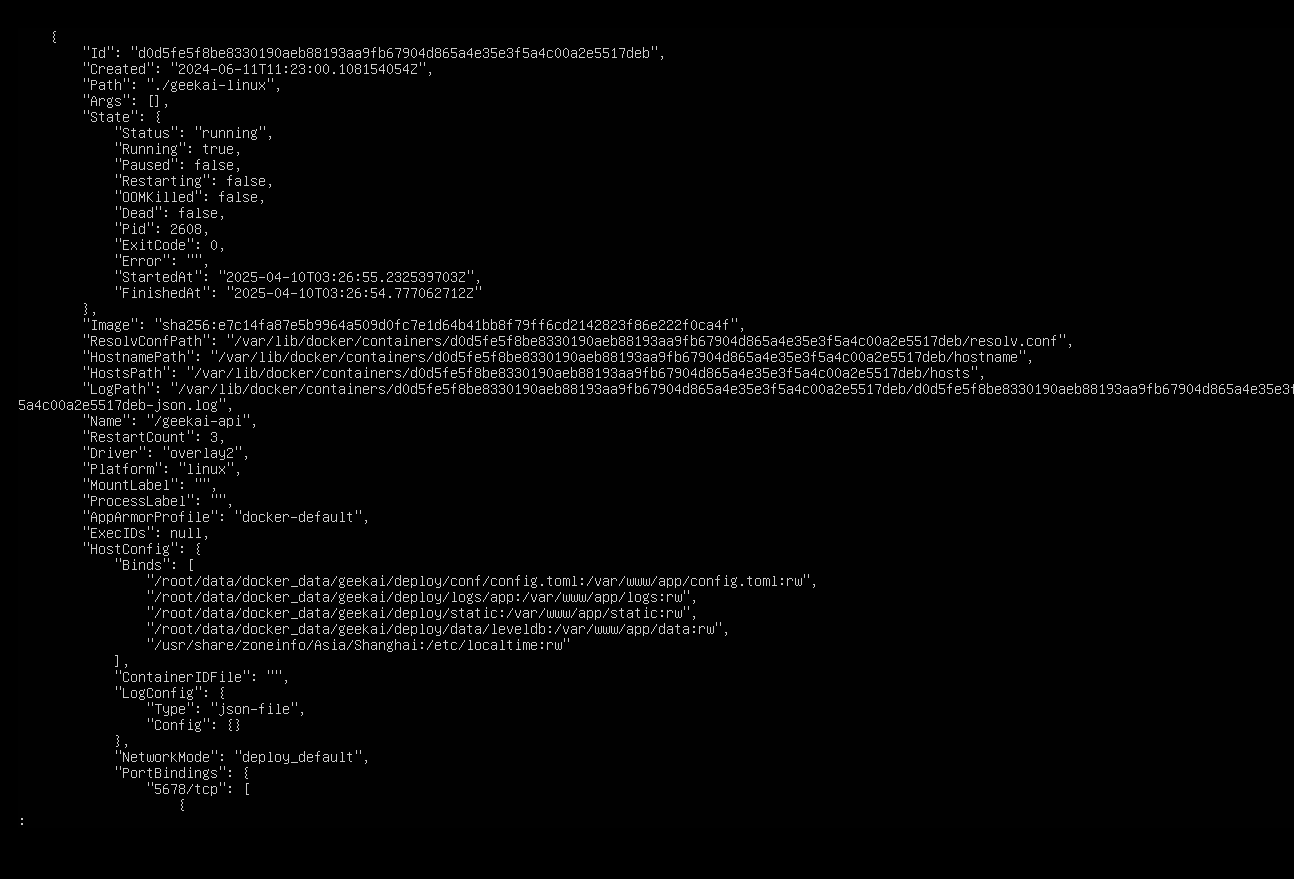 {
"Id": "d0d5fe5f8be8330190aeb88193aa9fb67904d865a4e35e3f5a4c00a2e5517deb",
"Created": "2024-06-11T11:23:00.108154054Z",
"Path": "./geekai-linux",
"Args": [],
"State": {
"Status": "running",
"Running": true,
"Paused": false,
"Restarting": false,
"OOMKilled": false,
"Dead": false,
"Pid": 2608,
"ExitCode": 0,
"Error": "",
"StartedAt": "2025-04-10T03:26:55.232539703Z",
"FinishedAt": "2025-04-10T03:26:54.777062712Z"
},
"Image": "sha256:e7c14fa87e5b9964a509d0fc7e1d64b41bb8f79ff6cd2142823f86e222f0ca4f",
"ResolvConfPath": "/var/lib/docker/containers/d0d5fe5f8be8330190aeb88193aa9fb67904d865a4e35e3f5a4c00a2e5517deb/resolv.conf",
"HostnamePath": "/var/lib/docker/containers/d0d5fe5f8be8330190aeb88193aa9fb67904d865a4e35e3f5a4c00a2e5517deb/hostname",
"HostsPath": "/var/lib/docker/containers/d0d5fe5f8be8330190aeb88193aa9fb67904d865a4e35e3f5a4c00a2e5517deb/hosts",
"LogPath": "/var/lib/docker/containers/d0d5fe5f8be8330190aeb88193aa9fb67904d865a4e35e3f5a4c00a2e5517deb/d0d5fe5f8be8330190aeb88193aa9fb67904d865a4e35e3f
5a4c00a2e5517deb-json.log",
"Name": "/geekai-api",
"RestartCount": 3,
"Driver": "overlay2",
"Platform": "linux",
"MountLabel": "",
"ProcessLabel": "",
"AppArmorProfile": "docker-default",
"ExecIDs": null,
"HostConfig": {
"Binds": [
"/root/data/docker_data/geekai/deploy/conf/config.toml:/var/www/app/config.toml:rw",
"/root/data/docker_data/geekai/deploy/logs/app:/var/www/app/logs:rw",
"/root/data/docker_data/geekai/deploy/static:/var/www/app/static:rw",
"/root/data/docker_data/geekai/deploy/data/leveldb:/var/www/app/data:rw",
"/usr/share/zoneinfo/Asia/Shanghai:/etc/localtime:rw"
],
"ContainerIDFile": "",
"LogConfig": {
"Type": "json-file",
"Config": {}
},
"NetworkMode": "deploy_default",
"PortBindings": {
"5678/tcp": [
{
: